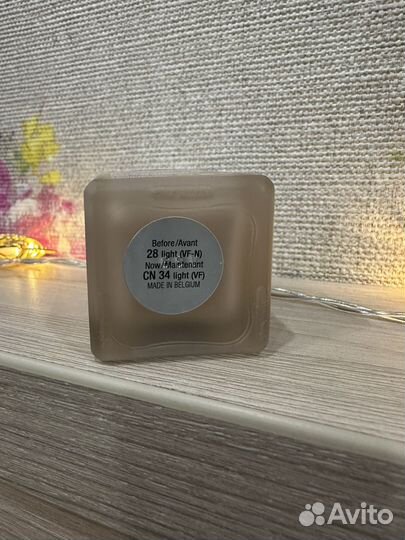 Before/Avant
28 light (VF-N)
Now/Maintenant
CN 34 light (VF)
MADE IN BELGIUM
Avito